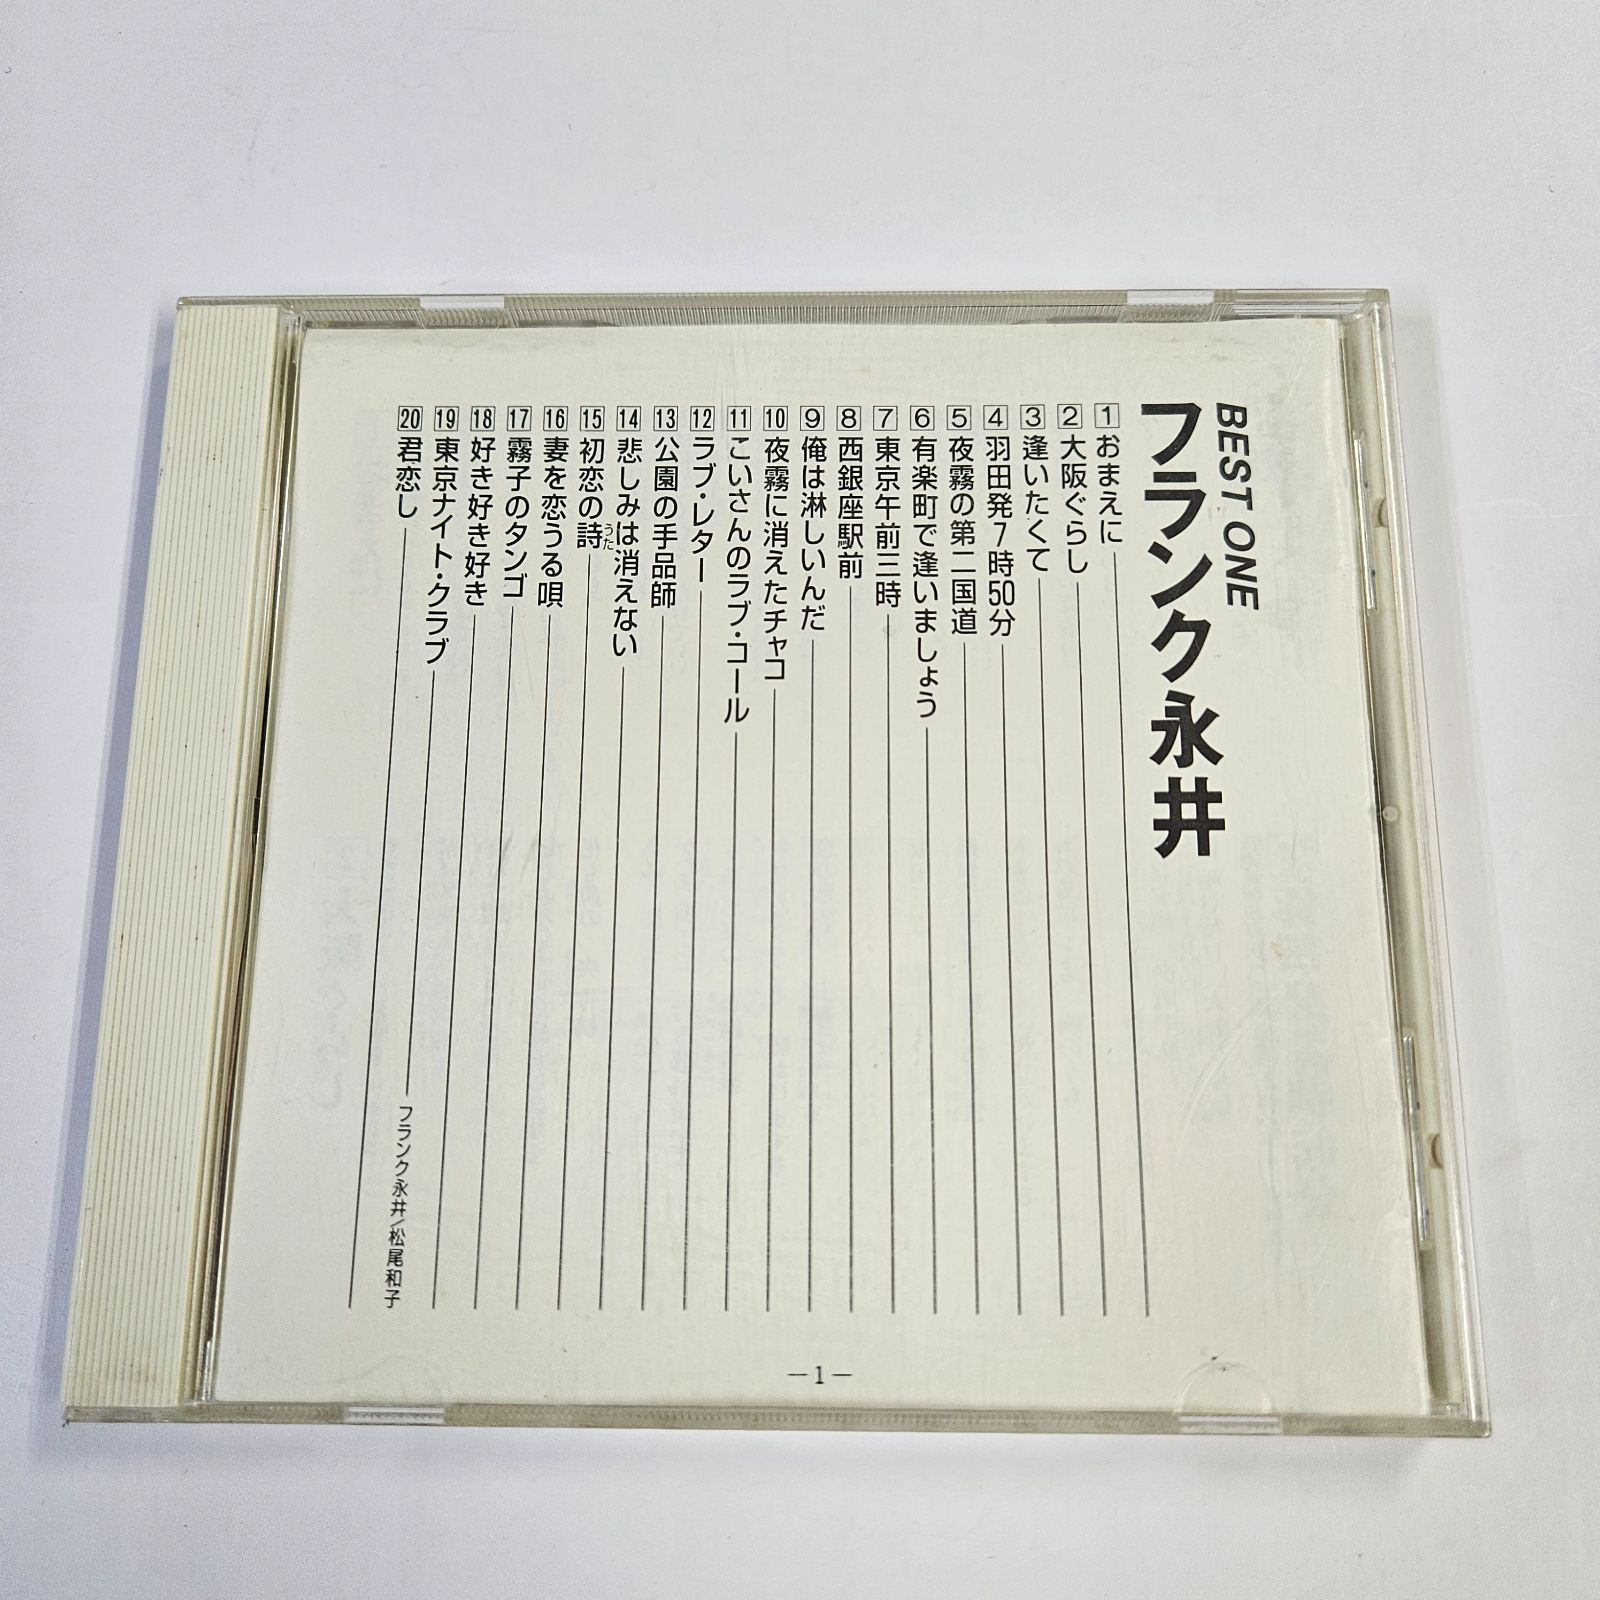 BEST ONE
フランク永井
1 おまえに
2 大阪ぐらし
3 逢いたくて
4 羽田発7時50分
5 夜霧の第二国道
6 有楽町で逢いましょう
7 東京午前三時
8 西銀座駅前
9 俺は淋しいんだ
10 夜霧に消えたチャコ
11 こいさんのラブ・コール
12 ラブ・レター
13 公園の手品師
14 悲しみは消えない
15 初恋の詩
うた
16 妻を恋うる唄
17 霧子のタンゴ
18 好き好き好き
19 東京ナイト・クラブ フランク永井/松尾和子
20 君恋し
—1—